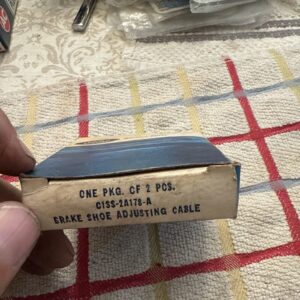 ONE PKG. OF 2 PCS.
C1SS-2A178-A
BRAKE SHOE ADJUSTING CABLE